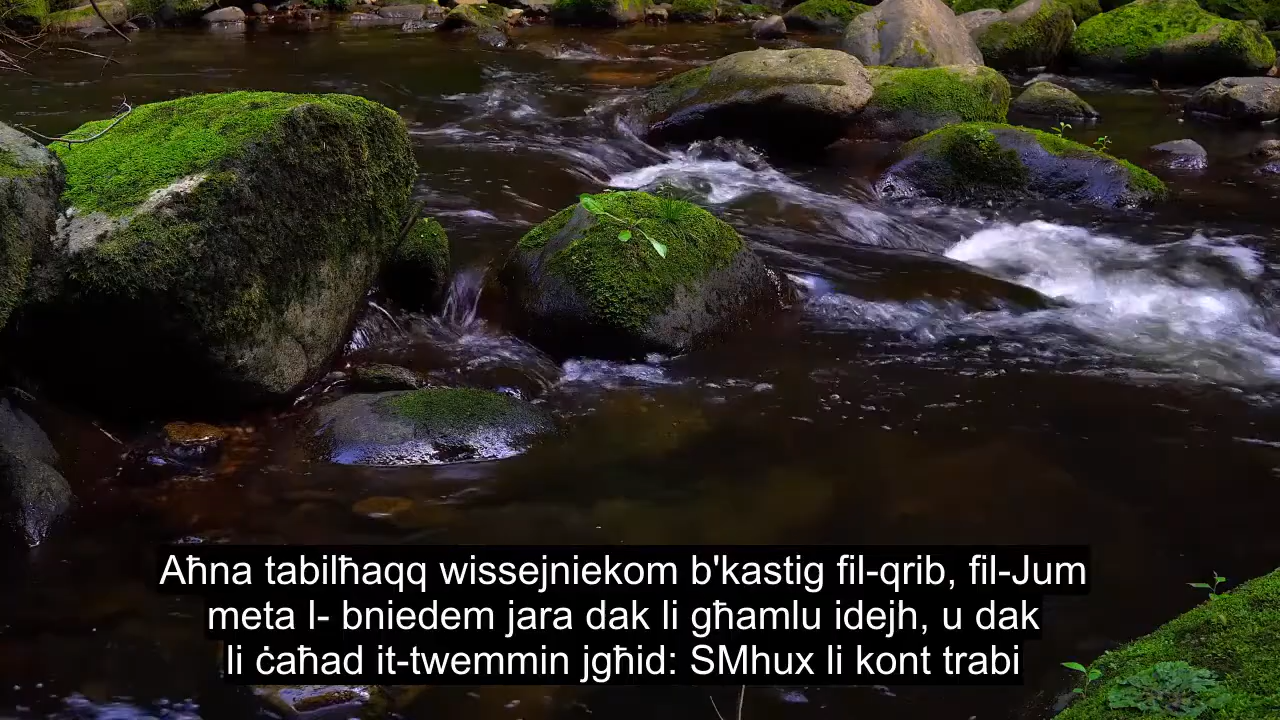 Aħna tabilħaqq wissejniekom b'kastig fil-qrib, fil-Jum
meta l- bniedem jara dak li għamlu idejh, u dak
li ċaħad it-twemmin jgħid: SMhux li kont trabi